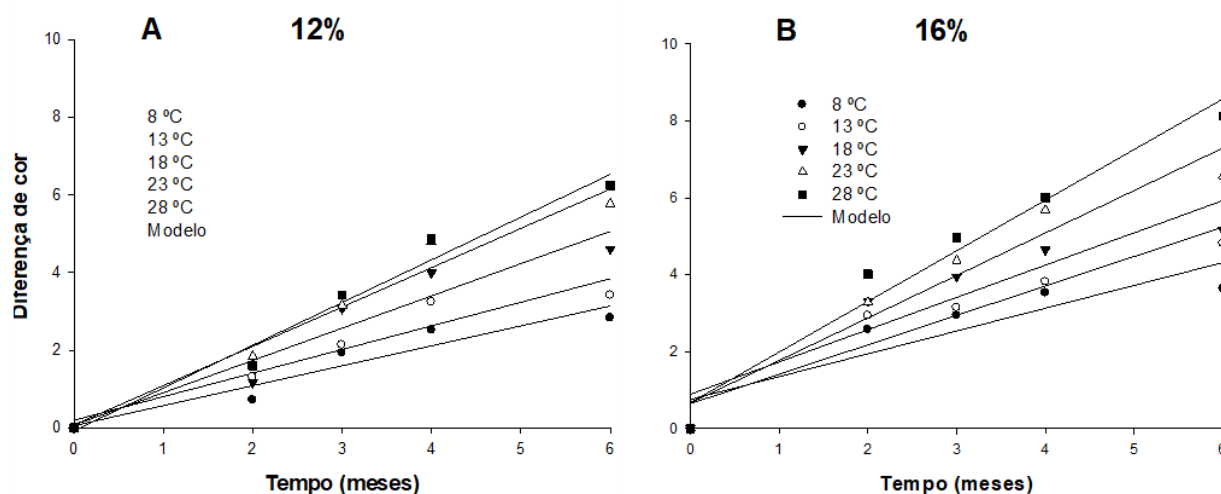 A 12%
10
8
6
4
2
0
Diferença de cor
8 ºC
13 ºC
18 ºC
23 ºC
28 ºC
Modelo
0 1 2 3 4 5 6
Tempo (meses)
B 16%
10
8
6
4
2
0
8 ºC
13 ºC
18 ºC
23 ºC
28 ºC
Modelo
0 1 2 3 4 5 6
Tempo (meses)